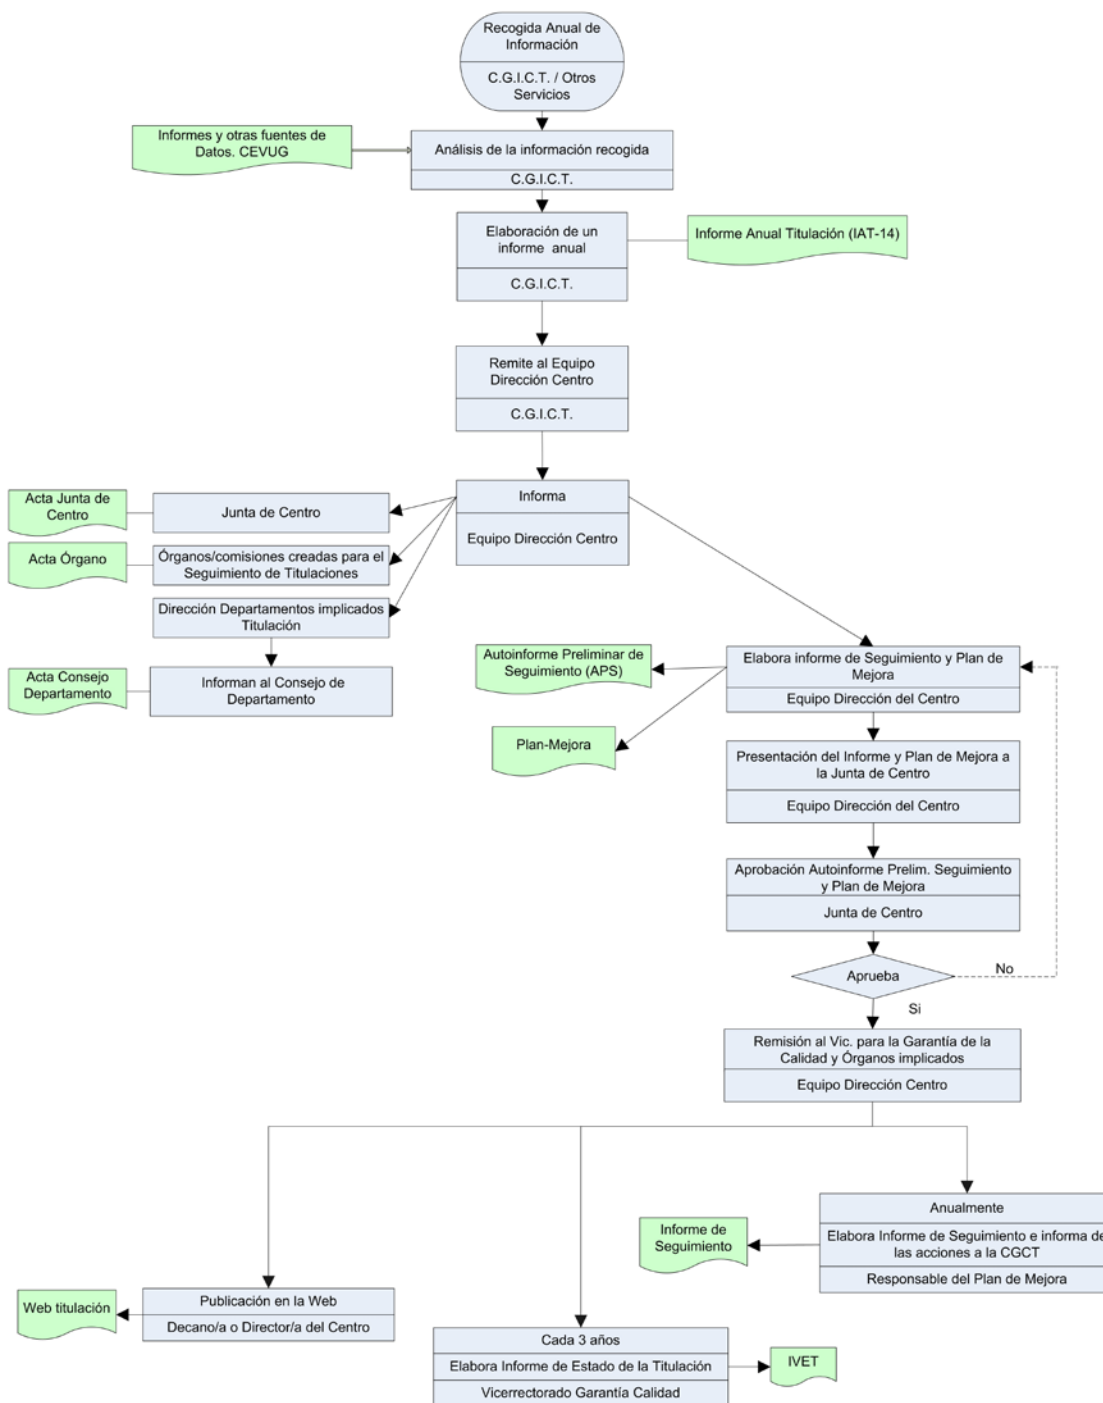 Recogida Anual de
Información
C.G.I.C.T. / Otros
Servicios
Informes y otras fuentes de
Datos. CEVUG
Análisis de la información recogida
C.G.I.C.T.
Elaboración de un
informe anual
C.G.I.C.T.
Informe Anual Titulación (IAT-14)
Remite al Equipo
Dirección Centro
C.G.I.C.T.
Informa
Equipo Dirección Centro
Acta Junta de
Centro
Junta de Centro
Acta Órgano
Órganos/comisiones creadas para el
Seguimiento de Titulaciones
Dirección Departamentos implicados
Titulación
Acta Consejo
Departamento
Informan al Consejo de
Departamento
Autoinforme Preliminar de
Seguimiento (APS)
Plan-Mejora
Elabora informe de Seguimiento y Plan de
Mejora
Equipo Dirección del Centro
Presentación del Informe y Plan de Mejora a
la Junta de Centro
Equipo Dirección del Centro
Aprobación Autoinforme Prelim. Seguimiento
y Plan de Mejora
Junta de Centro
Aprueba
No
Si
Remisión al Vic. para la Garantía de la
Calidad y Órganos implicados
Equipo Dirección Centro
Anualmente
Elabora Informe de Seguimiento e informa de
las acciones a la CGCT
Responsable del Plan de Mejora
Informe de
Seguimiento
Web titulación
Publicación en la Web
Decano/a o Director/a del Centro
Cada 3 años
Elabora Informe de Estado de la Titulación
Vicerrectorado Garantía Calidad
IVET